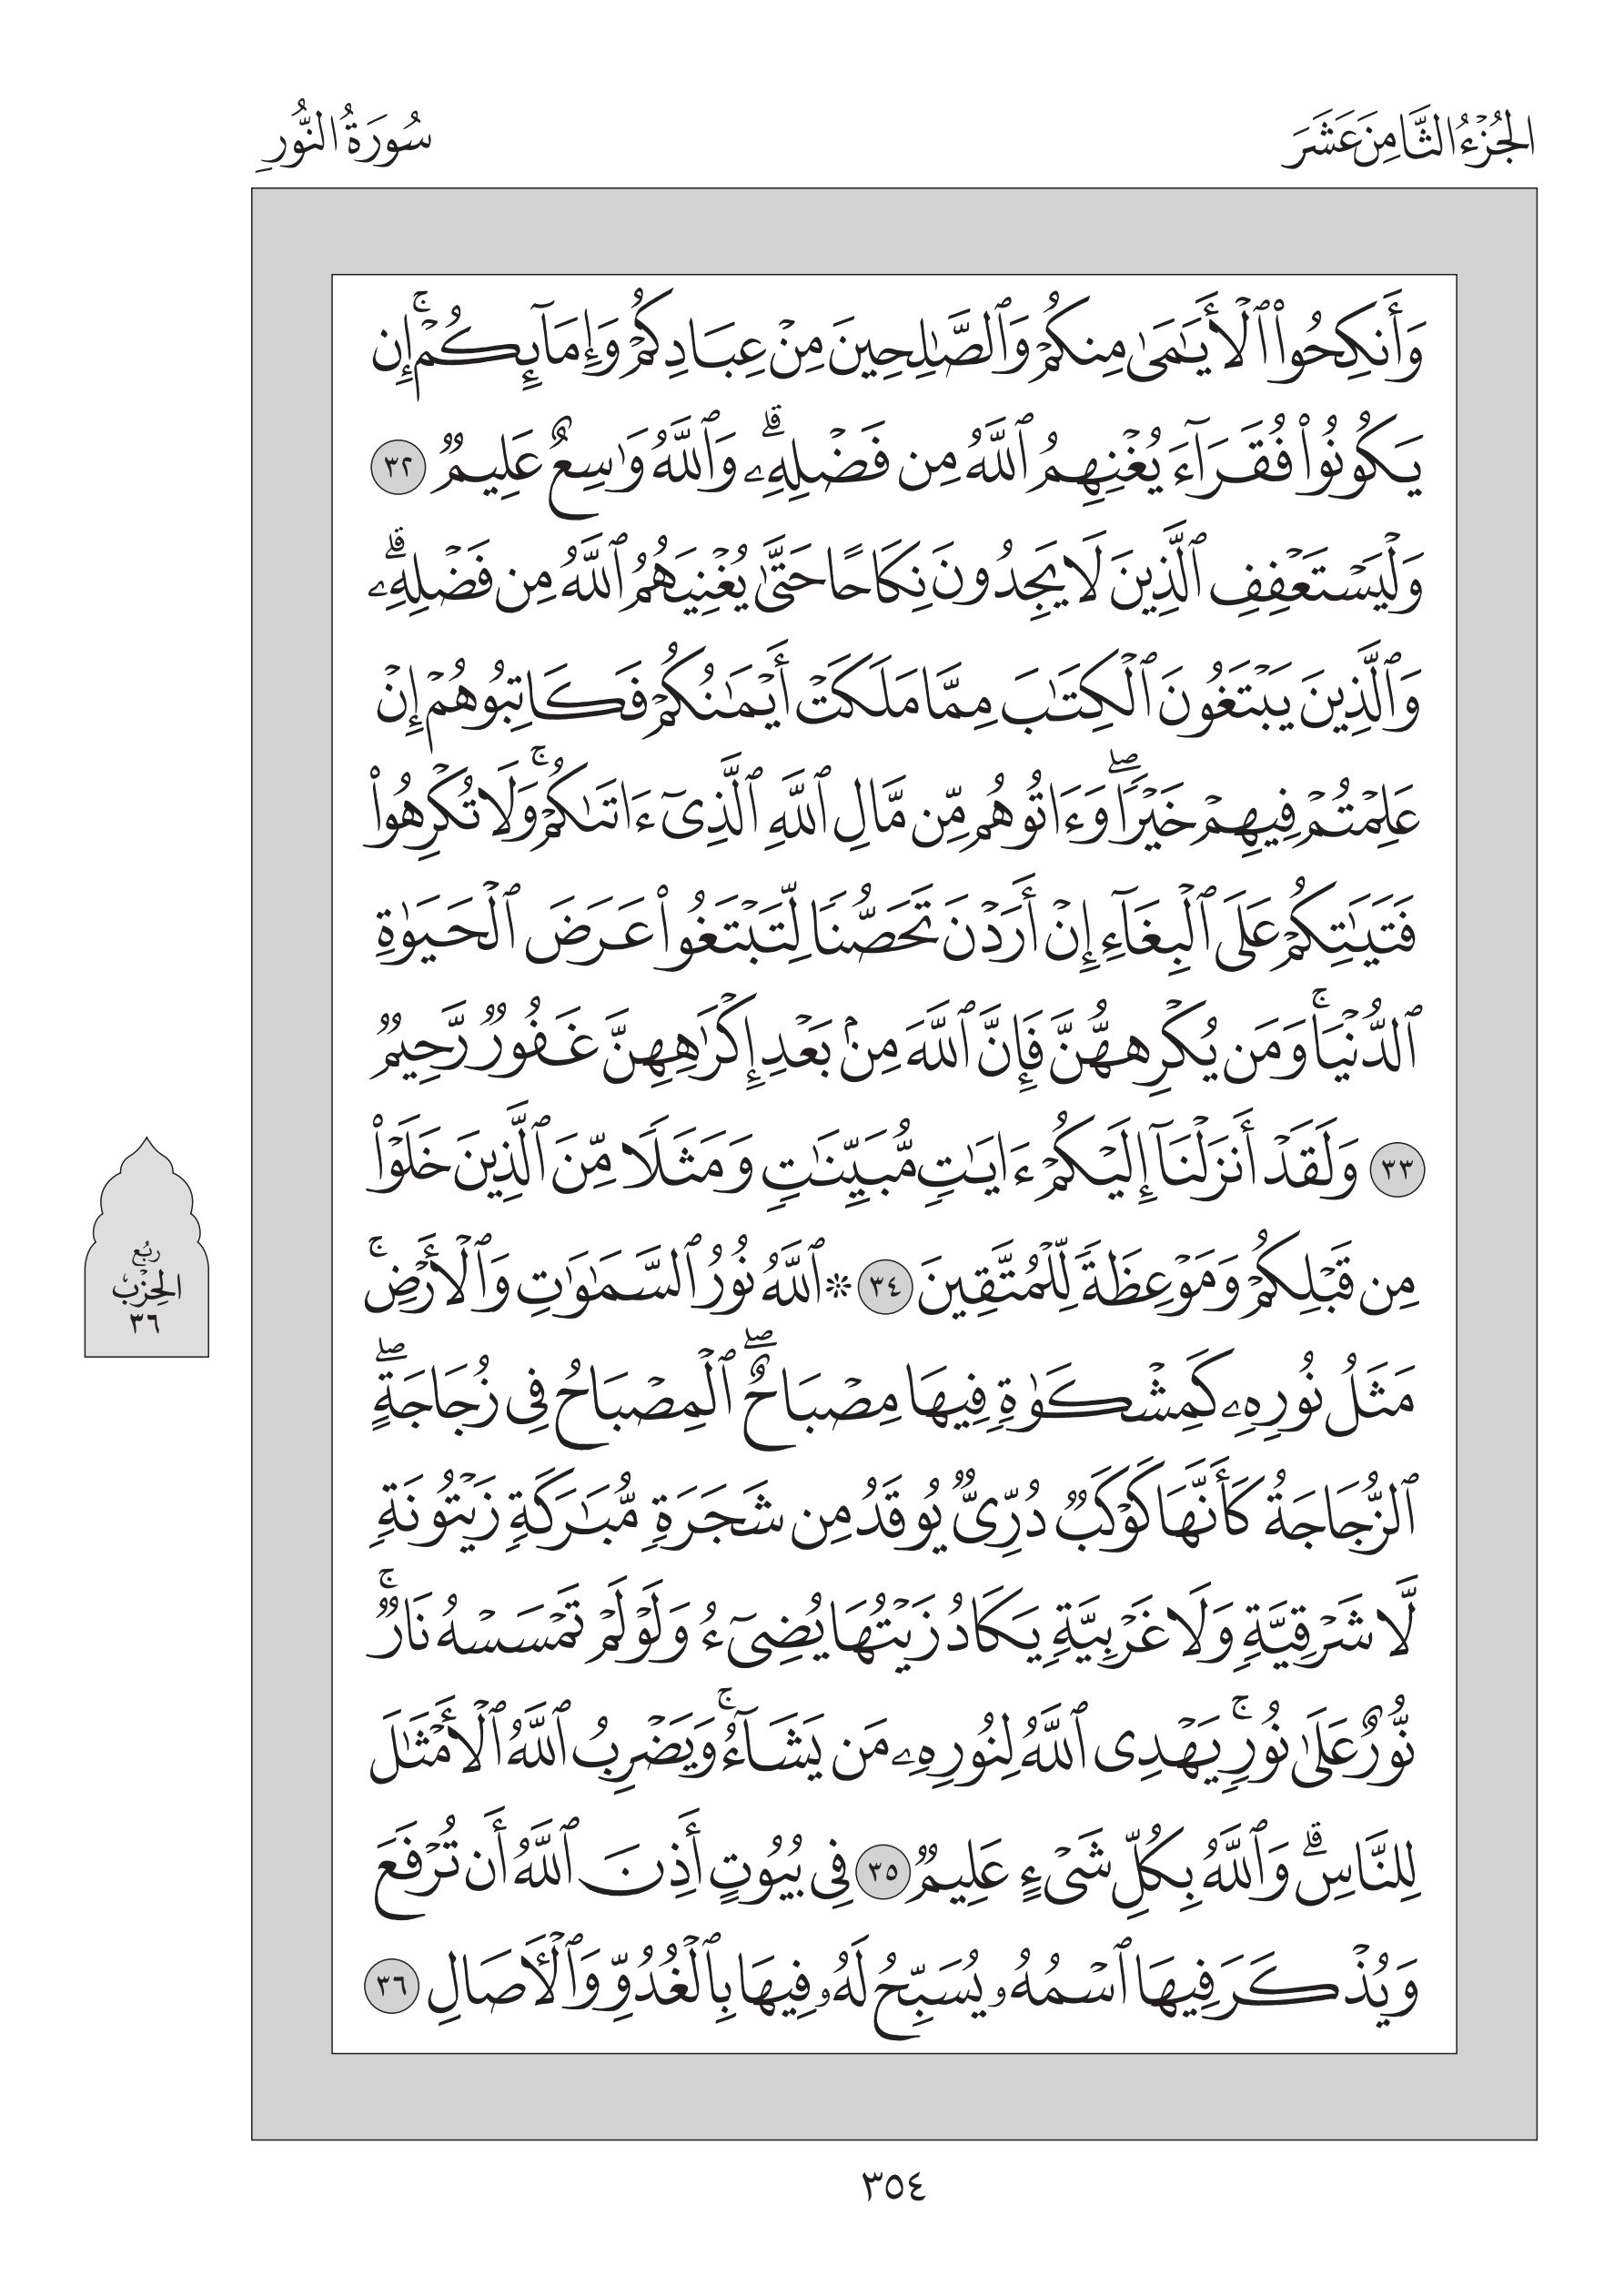 الجُزْءُ الثَّامِنَ عَشَرَ
سُورَةُ النُّورِ
وَأَنكِحُوا۟ ٱلْأَيَـٰمَىٰ مِنكُمْ وَٱلصَّـٰلِحِينَ مِنْ عِبَادِكُمْ وَإِمَآئِكُمْ ۚ إِن
يَكُونُوا۟ فُقَرَآءَ يُغْنِهِمُ ٱللَّهُ مِن فَضْلِهِۦ ۗ وَٱللَّهُ وَٰسِعٌ عَلِيمٌ ٣٢
وَلْيَسْتَعْفِفِ ٱلَّذِينَ لَا يَجِدُونَ نِكَاحًا حَتَّىٰ يُغْنِيَهُمُ ٱللَّهُ مِن فَضْلِهِۦ ۗ
وَٱلَّذِينَ يَبْتَغُونَ ٱلْكِتَـٰبَ مِمَّا مَلَكَتْ أَيْمَـٰنُكُمْ فَكَاتِبُوهُمْ إِنْ
عَلِمْتُمْ فِيهِمْ خَيْرًا ۖ وَءَاتُوهُم مِّن مَّالِ ٱللَّهِ ٱلَّذِىٓ ءَاتَىٰكُمْ ۚ وَلَا تُكْرِهُوا۟
فَتَيَـٰتِكُمْ عَلَى ٱلْبِغَآءِ إِنْ أَرَدْنَ تَحَصُّنًا لِّتَبْتَغُوا۟ عَرَضَ ٱلْحَيَوٰةِ
ٱلدُّنْيَا ۚ وَمَن يُكْرِههُّنَّ فَإِنَّ ٱللَّهَ مِنۢ بَعْدِ إِكْرَٰهِهِنَّ غَفُورٌ رَّحِيمٌ
٣٣ وَلَقَدْ أَنزَلْنَآ إِلَيْكُمْ ءَايَـٰتٍ مُّبَيِّنَـٰتٍ وَمَثَلًا مِّنَ ٱلَّذِينَ خَلَوْا۟
مِن قَبْلِكُمْ وَمَوْعِظَةً لِّلْمُتَّقِينَ ٣٤ ۞ ٱللَّهُ نُورُ ٱلسَّمَـٰوَٰتِ وَٱلْأَرْضِ ۚ
مَثَلُ نُورِهِۦ كَمِشْكَوٰةٍ فِيهَا مِصْبَاحٌ ۖ ٱلْمِصْبَاحُ فِى زُجَاجَةٍ ۖ
ٱلزُّجَاجَةُ كَأَنَّهَا كَوْكَبٌ دُرِّىٌّ يُوقَدُ مِن شَجَرَةٍ مُّبَـٰرَكَةٍ زَيْتُونَةٍ
لَّا شَرْقِيَّةٍ وَلَا غَرْبِيَّةٍ يَكَادُ زَيْتُهَا يُضِىٓءُ وَلَوْ لَمْ تَمْسَسْهُ نَارٌ ۚ
نُّورٌ عَلَىٰ نُورٍ ۗ يَهْدِى ٱللَّهُ لِنُورِهِۦ مَن يَشَآءُ ۚ وَيَضْرِبُ ٱللَّهُ ٱلْأَمْثَـٰلَ
لِلنَّاسِ ۗ وَٱللَّهُ بِكُلِّ شَىْءٍ عَلِيمٌ ٣٥ فِى بُيُوتٍ أَذِنَ ٱللَّهُ أَن تُرْفَعَ
وَيُذْكَرَ فِيهَا ٱسْمُهُۥ يُسَبِّحُ لَهُۥ فِيهَا بِٱلْغُدُوِّ وَٱلْـَٔاصَالِ ٣٦
رُبُع
الحِزْب
٣٦
٣٥٤